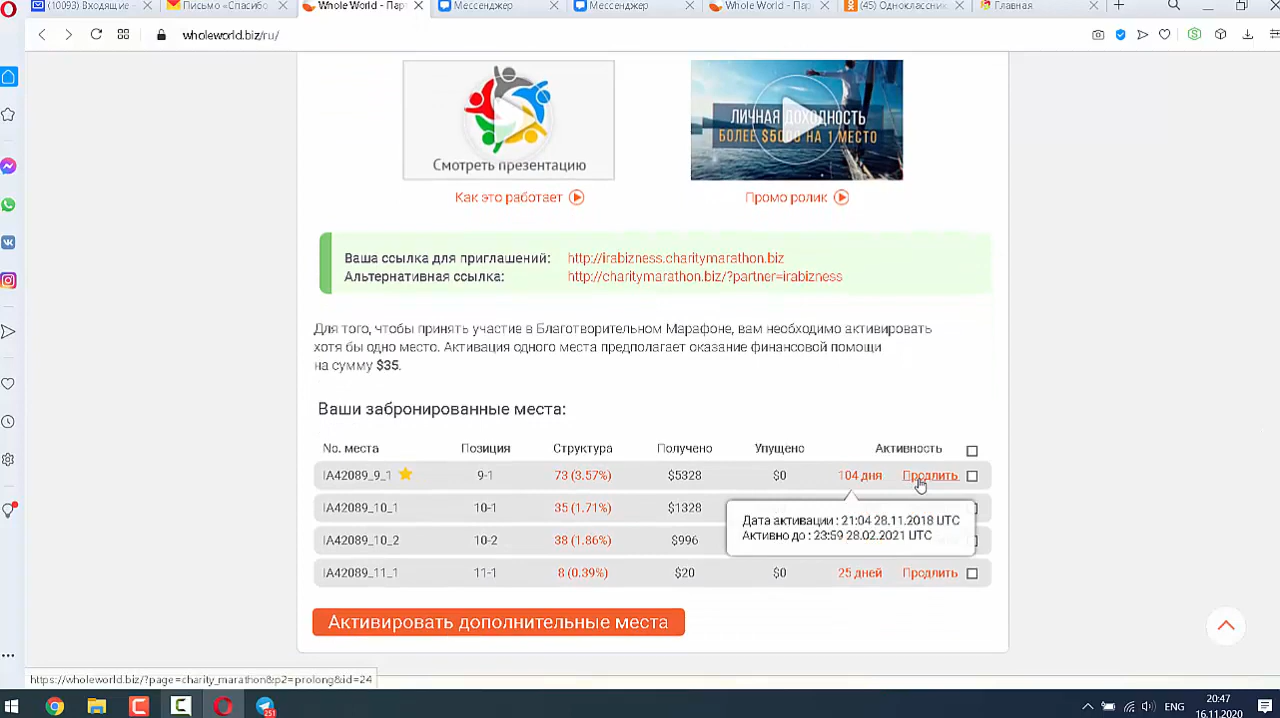 (10093) Входящие -
Письмо «Спасибо
Whole World - Пар
Мессенджер
Мессенджер
Whole World - Пар
(45) Одноклассник
Главная
wholeworld.biz/ru/
Смотреть презентацию
ЛИЧНАЯ ДОХОДНОСТЬ
БОЛЕЕ $5000 НА 1 МЕСТО
Как это работает
Промо ролик
Ваша ссылка для приглашений: http://irabizness.charitymarathon.biz
Альтернативная ссылка: http://charitymarathon.biz/?partner=irabizness
Для того, чтобы принять участие в Благотворительном Марафоне, вам необходимо активировать
хотя бы одно место. Активация одного места предполагает оказание финансовой помощи
на сумму $35.
Ваши забронированные места:
No. места Позиция Структура Получено Упущено Активность
IA42089_9_1 9-1 73 (3.57%) $5328 $0 104 дня Продлить
IA42089_10_1 10-1 35 (1.71%) $1328
Дата активации : 21:04 28.11.2018 UTC
Активно до : 23:59 28.02.2021 UTC
IA42089_10_2 10-2 38 (1.86%) $996
IA42089_11_1 11-1 8 (0.39%) $20 $0 25 дней Продлить
Активировать дополнительные места
https://wholeworld.biz/?page=charity_marathon&p2=prolong&id=24
251
ENG
20:47
16.11.2020